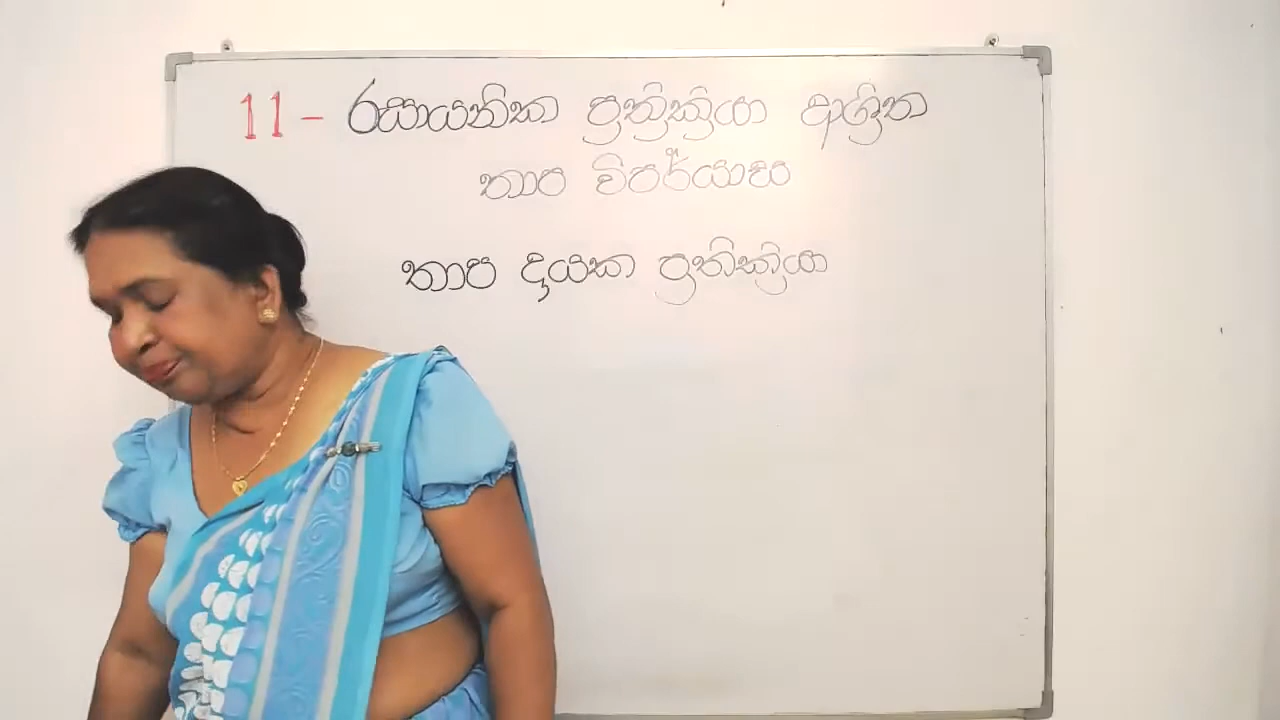 11 - රසායනික ප්‍රතික්‍රියා ආශ්‍රිත
තාප විපර්යාස
තාප දායක ප්‍රතික්‍රියා